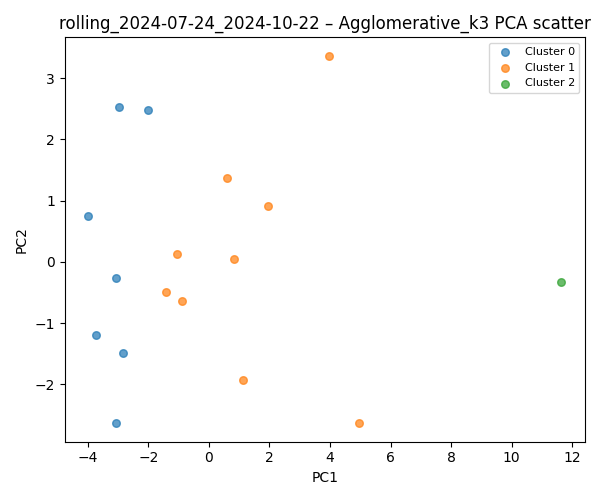 rolling_2024-07-24_2024-10-22 – Agglomerative_k3 PCA scatter
Cluster 0
Cluster 1
Cluster 2
3
2
1
0
−1
−2
PC2
−4
−2
0
2
4
6
8
10
12
PC1